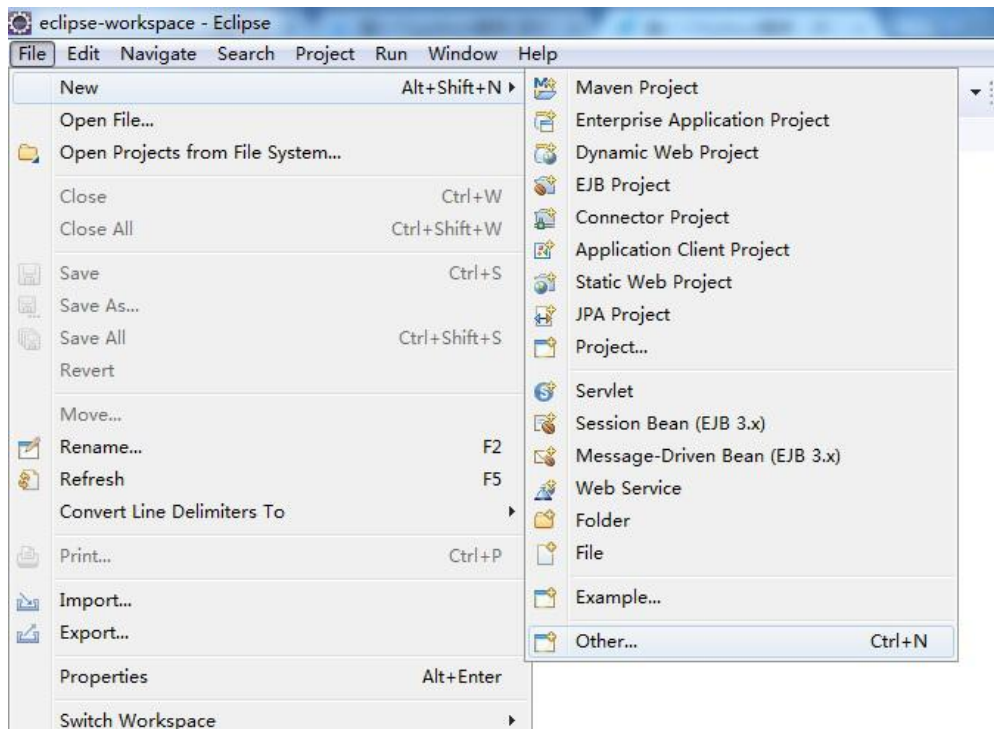 eclipse-workspace - Eclipse
File Edit Navigate Search Project Run Window Help
New Alt+Shift+N
Open File...
Open Projects from File System...
Close Ctrl+W
Close All Ctrl+Shift+W
Save Ctrl+S
Save As...
Save All Ctrl+Shift+S
Revert
Move...
Rename... F2
Refresh F5
Convert Line Delimiters To
Print... Ctrl+P
Import...
Export...
Properties Alt+Enter
Switch Workspace
Maven Project
Enterprise Application Project
Dynamic Web Project
EJB Project
Connector Project
Application Client Project
Static Web Project
JPA Project
Project...
Servlet
Session Bean (EJB 3.x)
Message-Driven Bean (EJB 3.x)
Web Service
Folder
File
Example...
Other... Ctrl+N